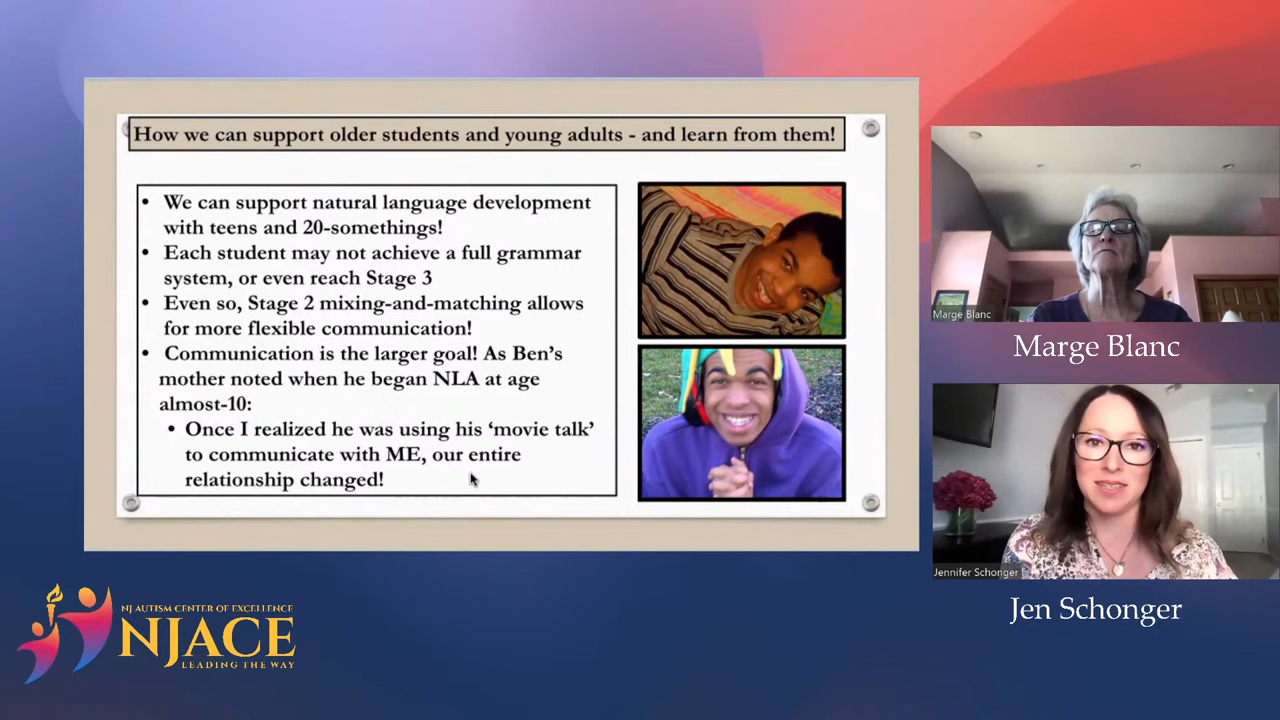 How we can support older students and young adults - and learn from them!
• We can support natural language development
with teens and 20-somethings!
• Each student may not achieve a full grammar
system, or even reach Stage 3
• Even so, Stage 2 mixing-and-matching allows
for more flexible communication!
• Communication is the larger goal! As Ben's
mother noted when he began NLA at age
almost-10:
• Once I realized he was using his 'movie talk'
to communicate with ME, our entire
relationship changed!
Marge Blanc
Marge Blanc
Jennifer Schonger
Jen Schonger
NJ AUTISM CENTER OF EXCELLENCE
NJACE
LEADING THE WAY